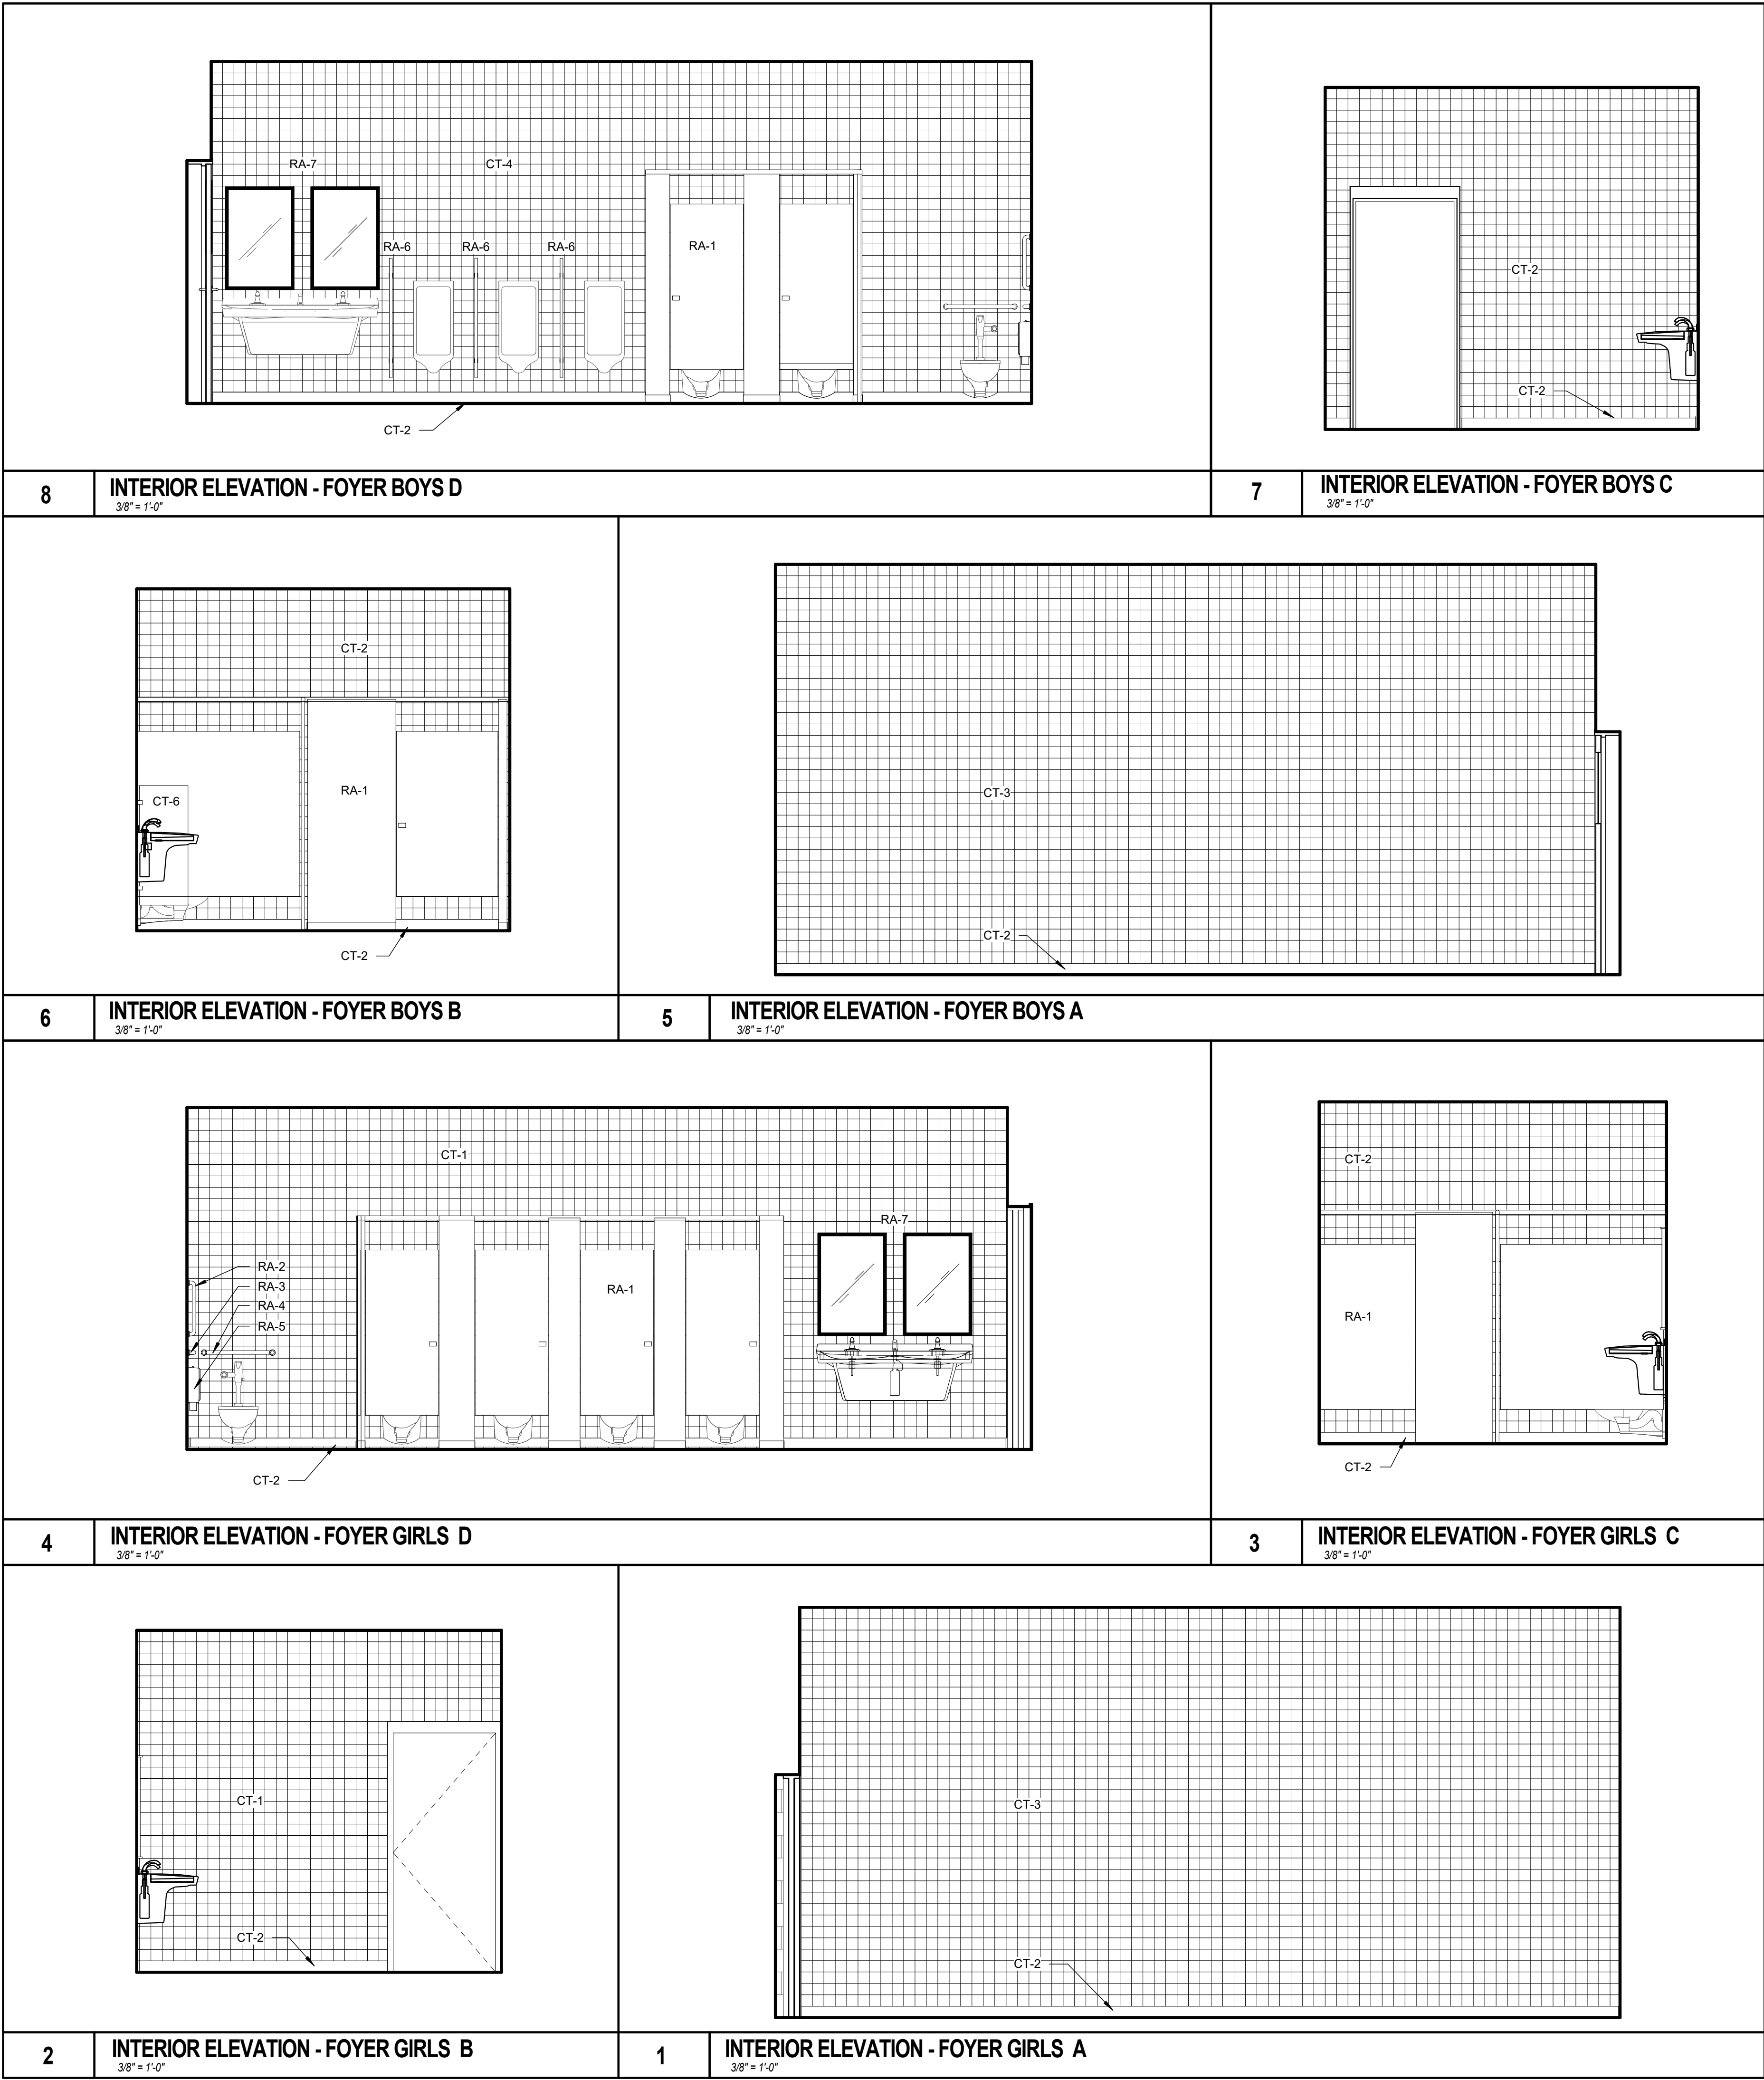 RA-7
CT-4
RA-6
RA-6
RA-6
RA-1
CT-2
8
INTERIOR ELEVATION - FOYER BOYS D
3/8" = 1'-0"
CT-2
CT-2
7
INTERIOR ELEVATION - FOYER BOYS C
3/8" = 1'-0"
CT-2
RA-1
CT-6
CT-2
6
INTERIOR ELEVATION - FOYER BOYS B
3/8" = 1'-0"
CT-3
CT-2
5
INTERIOR ELEVATION - FOYER BOYS A
3/8" = 1'-0"
CT-1
RA-7
RA-2
RA-3
RA-4
RA-5
RA-1
CT-2
4
INTERIOR ELEVATION - FOYER GIRLS D
3/8" = 1'-0"
CT-2
RA-1
CT-2
3
INTERIOR ELEVATION - FOYER GIRLS C
3/8" = 1'-0"
CT-1
CT-2
2
INTERIOR ELEVATION - FOYER GIRLS B
3/8" = 1'-0"
CT-3
CT-2
1
INTERIOR ELEVATION - FOYER GIRLS A
3/8" = 1'-0"